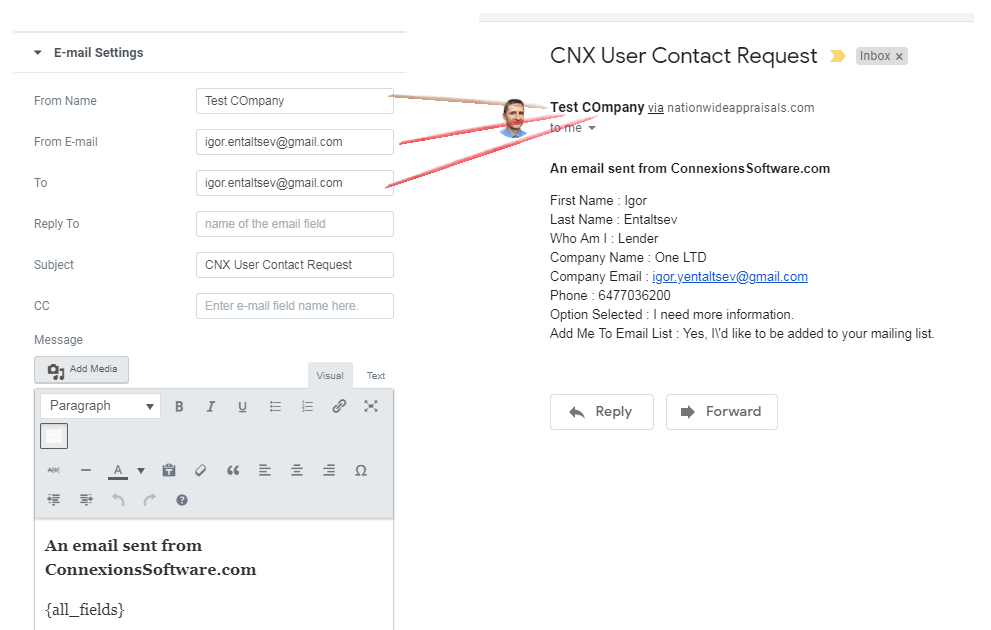 E-mail Settings
From Name
Test COmpany
From E-mail
igor.entaltsev@gmail.com
To
igor.entaltsev@gmail.com
Reply To
name of the email field
Subject
CNX User Contact Request
CC
Enter e-mail field name here.
Message
Add Media
Visual
Text
Paragraph
B
I
U
ABC
A
Ω
An email sent from
ConnexionsSoftware.com
{all_fields}
CNX User Contact Request
Inbox ×
Test COmpany via nationwideappraisals.com
to me
An email sent from ConnexionsSoftware.com
First Name : Igor
Last Name : Entaltsev
Who Am I : Lender
Company Name : One LTD
Company Email : igor.yentaltsev@gmail.com
Phone : 6477036200
Option Selected : I need more information.
Add Me To Email List : Yes, I\'d like to be added to your mailing list.
Reply
Forward